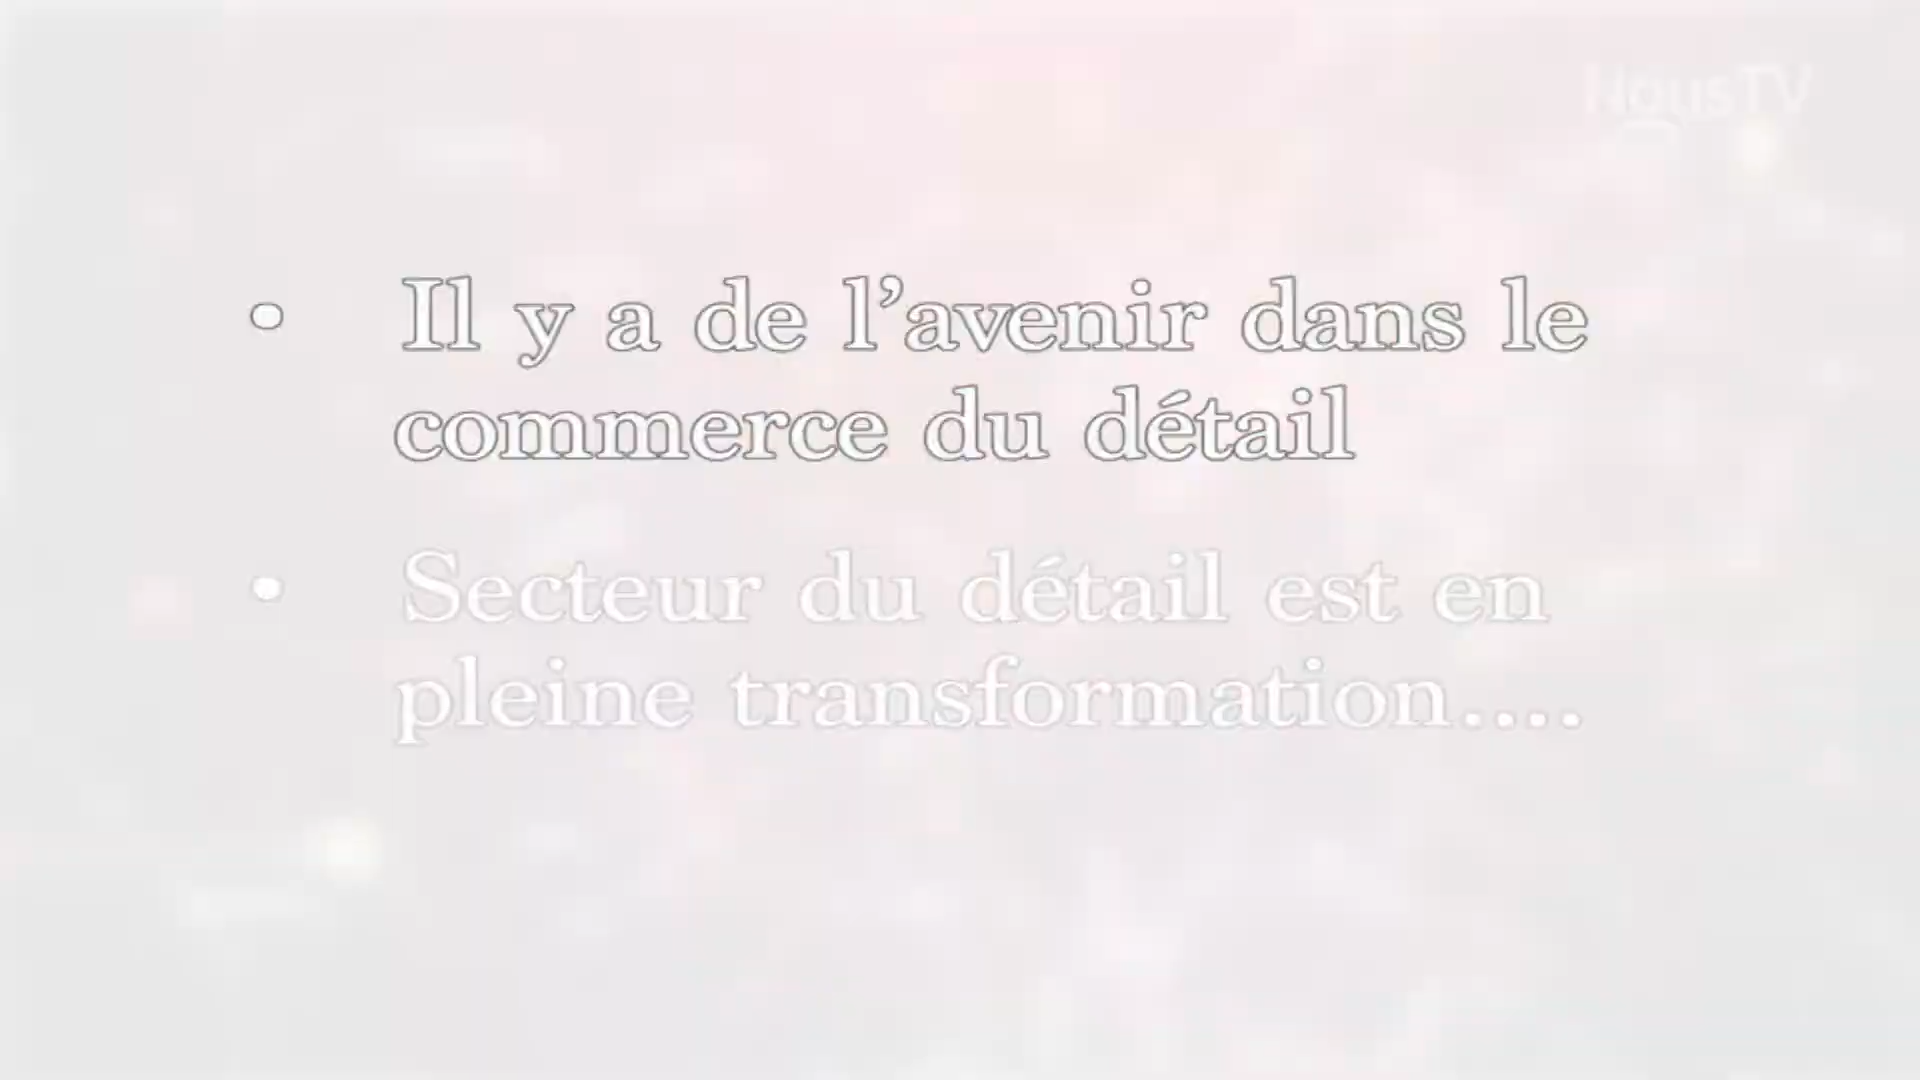 NousTV
• Il y a de l’avenir dans le
commerce du détail
• Secteur du détail est en
pleine transformation....